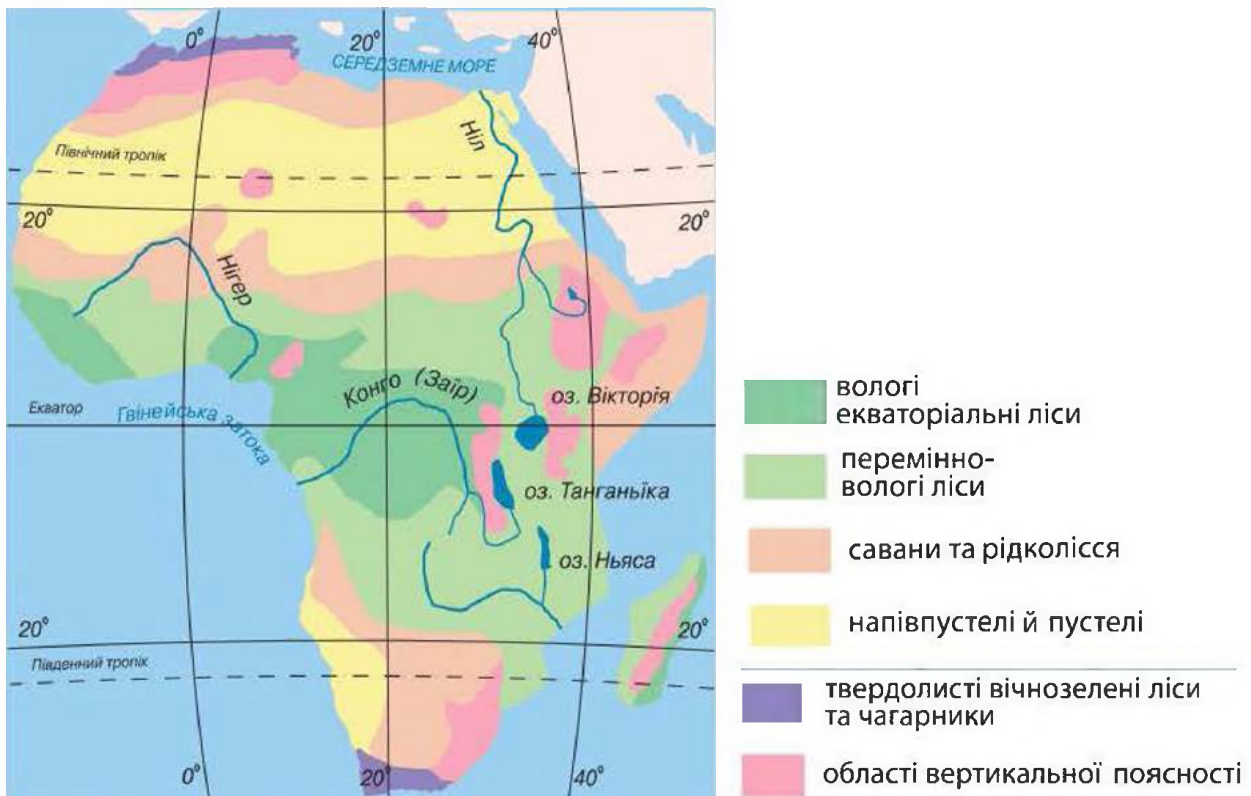 0°
20°
40°
СЕРЕДЗЕМНЕ МОРЕ
Ніл
Північний тропік
20°
20°
Нігер
Конго (Заїр)
оз. Вікторія
Екватор
Гвінейська затока
оз. Танганьїка
оз. Ньяса
20°
20°
Південний тропік
0°
20°
40°
вологі
екваторіальні ліси
перемінно-
вологі ліси
савани та рідколісся
напівпустелі й пустелі
твердолисті вічнозелені ліси
та чагарники
області вертикальної поясності